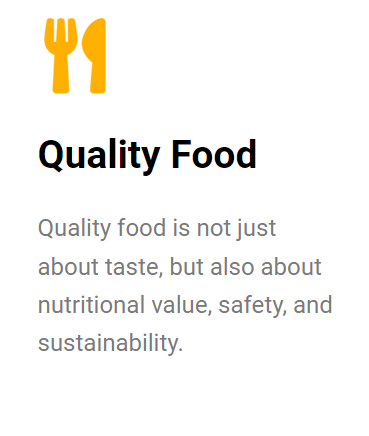 Quality Food
Quality food is not just
about taste, but also about
nutritional value, safety, and
sustainability.